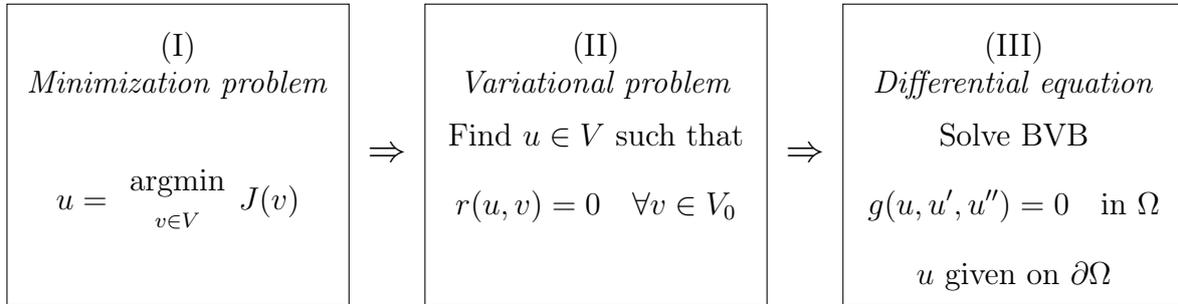 (I)
Minimization problem
u = argmin J(v)
v∈V
⇒
(II)
Variational problem
Find u ∈ V such that
r(u, v) = 0 ∀v ∈ V₀
⇒
(III)
Differential equation
Solve BVB
g(u, u′, u″) = 0 in Ω
u given on ∂Ω